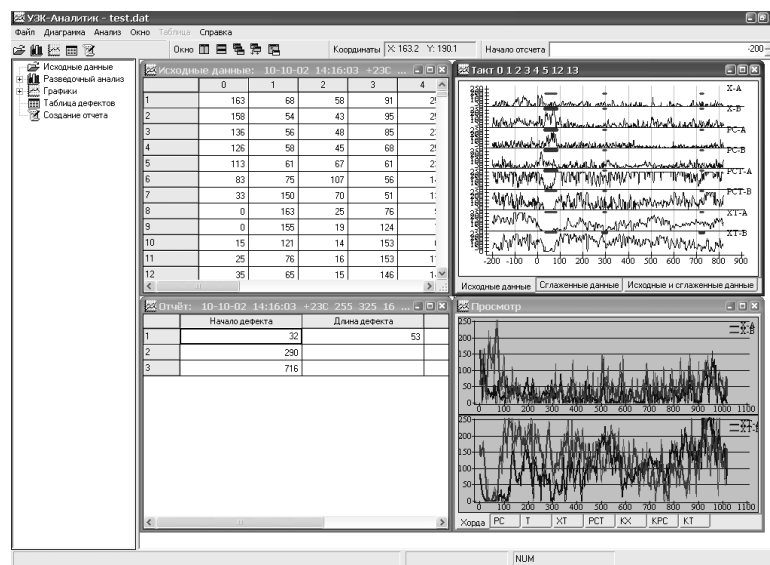 УЗК-Аналитик - test.dat
Файл Диаграмма Анализ Окно Таблица Справка
Окно Координаты X: 163.2 Y: 190.1 Начало отсчета -200
Исходные данные
Разведочный анализ
Графики
Таблица дефектов
Создание отчета
Исходные данные: 10-10-02 14:16:03 +23C ...
0 1 2 3 4
1 163 68 58 91
2 158 54 43 95
3 136 56 48 85
4 126 58 45 68
5 113 61 67 61
6 83 75 107 56
7 33 150 70 51
8 0 163 25 76
9 0 155 19 124
10 15 121 14 153
11 25 76 16 153
12 35 65 15 146
Такт 0 1 2 3 4 5 12 13
X-A
X-B
PC-A
PC-B
PCT-A
PCT-B
XT-A
XT-B
-200 -100 0 100 200 300 400 500 600 700 800 900
Исходные данные Сглаженные данные Исходные и сглаженные данные
Отчёт: 10-10-02 14:16:03 +23C 255 325 16 ...
Начало дефекта Длина дефекта
1 32 53
2 290
3 716
Просмотр
250
200
150
100
50
0
X-A
X-B
0 100 200 300 400 500 600 700 800 900 1000 1100
250
200
150
100
50
0
0 100 200 300 400 500 600 700 800 900 1000 1100
Хорда РС Т ХТ РСТ КХ КРС КТ
NUM